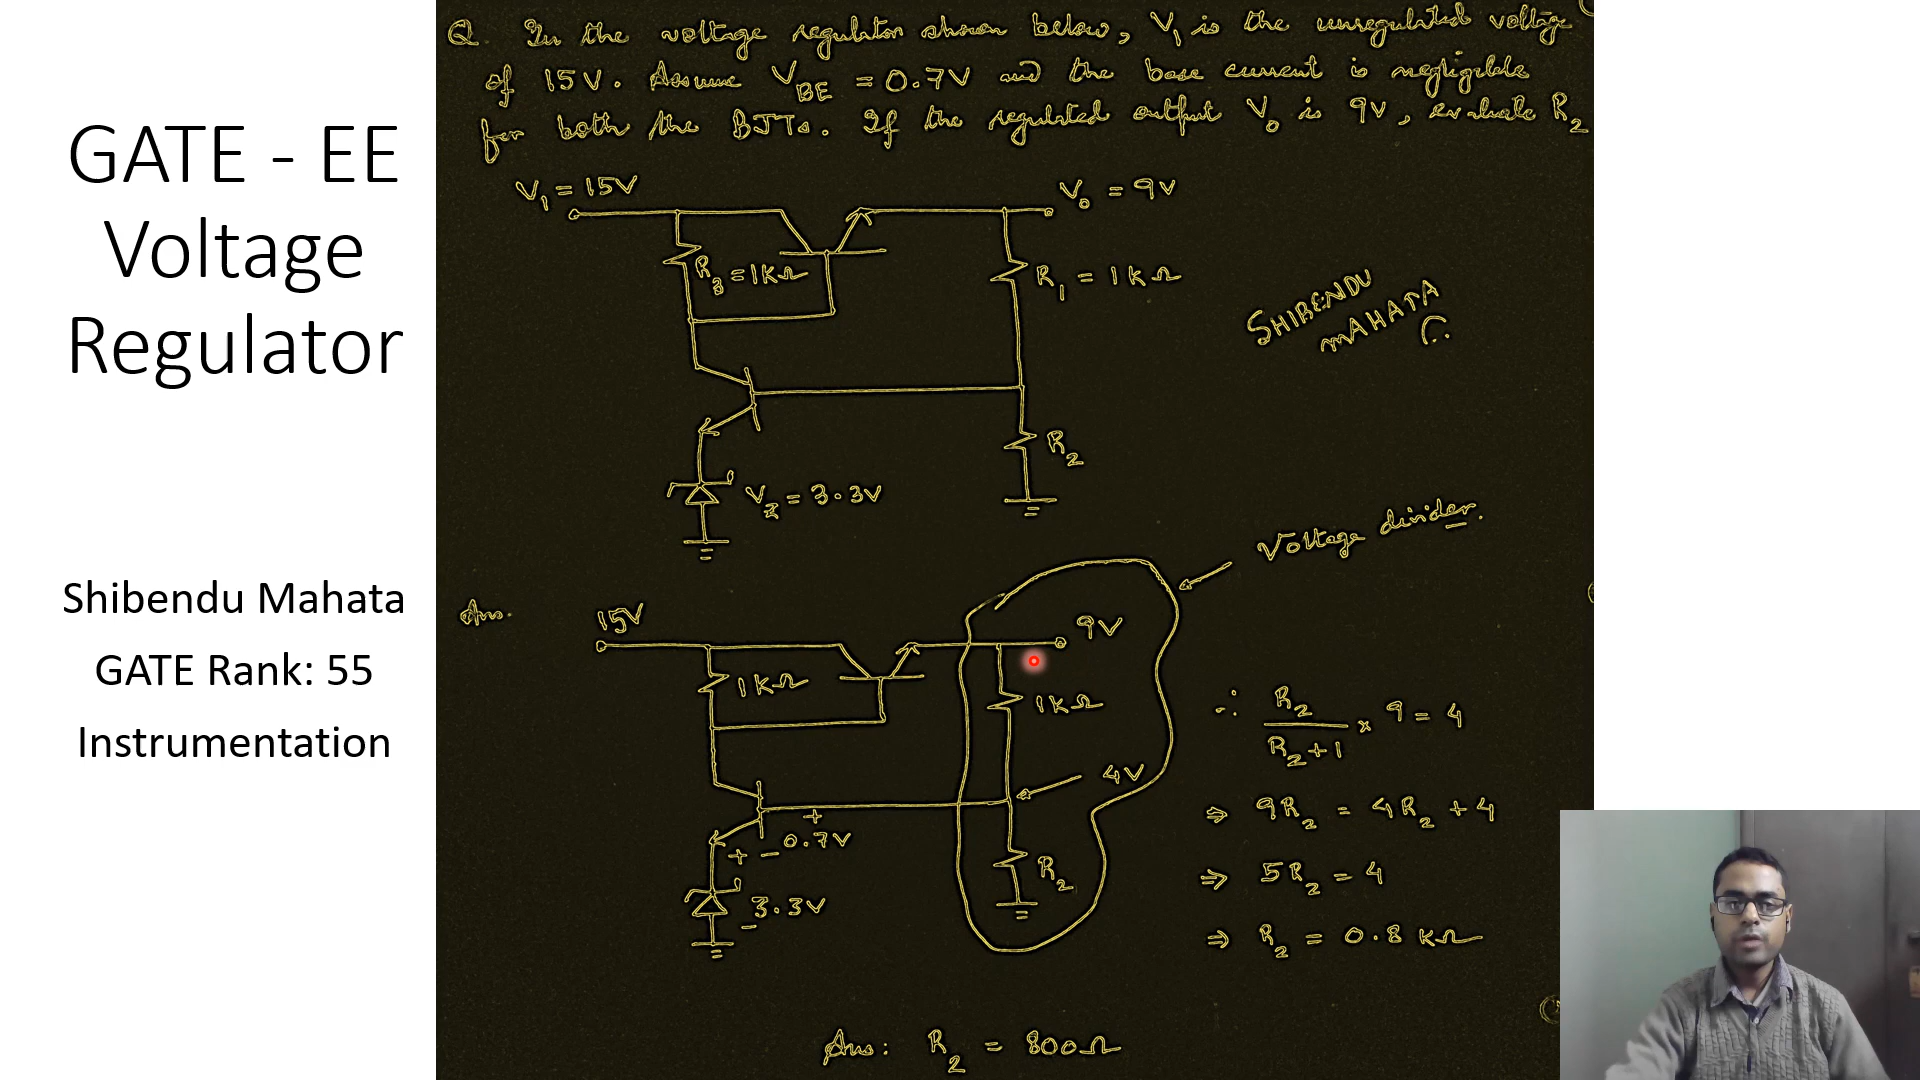 GATE - EE
Voltage
Regulator
Shibendu Mahata
GATE Rank: 55
Instrumentation
Q. In the voltage regulator shown below, V₁ is the unregulated voltage
of 15V. Assume V_BE = 0.7V and the base current is negligible
for both the BJTs. If the regulated output V₀ is 9V, evaluate R₂
V₁ = 15V
V₀ = 9V
R₃ = 1kΩ
R₁ = 1kΩ
SHIBENDU
MAHATA
R₂
V_Z = 3.3V
Voltage divider.
Ans.
15V
9V
1kΩ
1kΩ
∴ R₂/(R₂+1) × 9 = 4
4V
⇒ 9R₂ = 4R₂ + 4
+
- 0.7V
+
R₂
⇒ 5R₂ = 4
3.3V
-
⇒ R₂ = 0.8 kΩ
Ans: R₂ = 800Ω